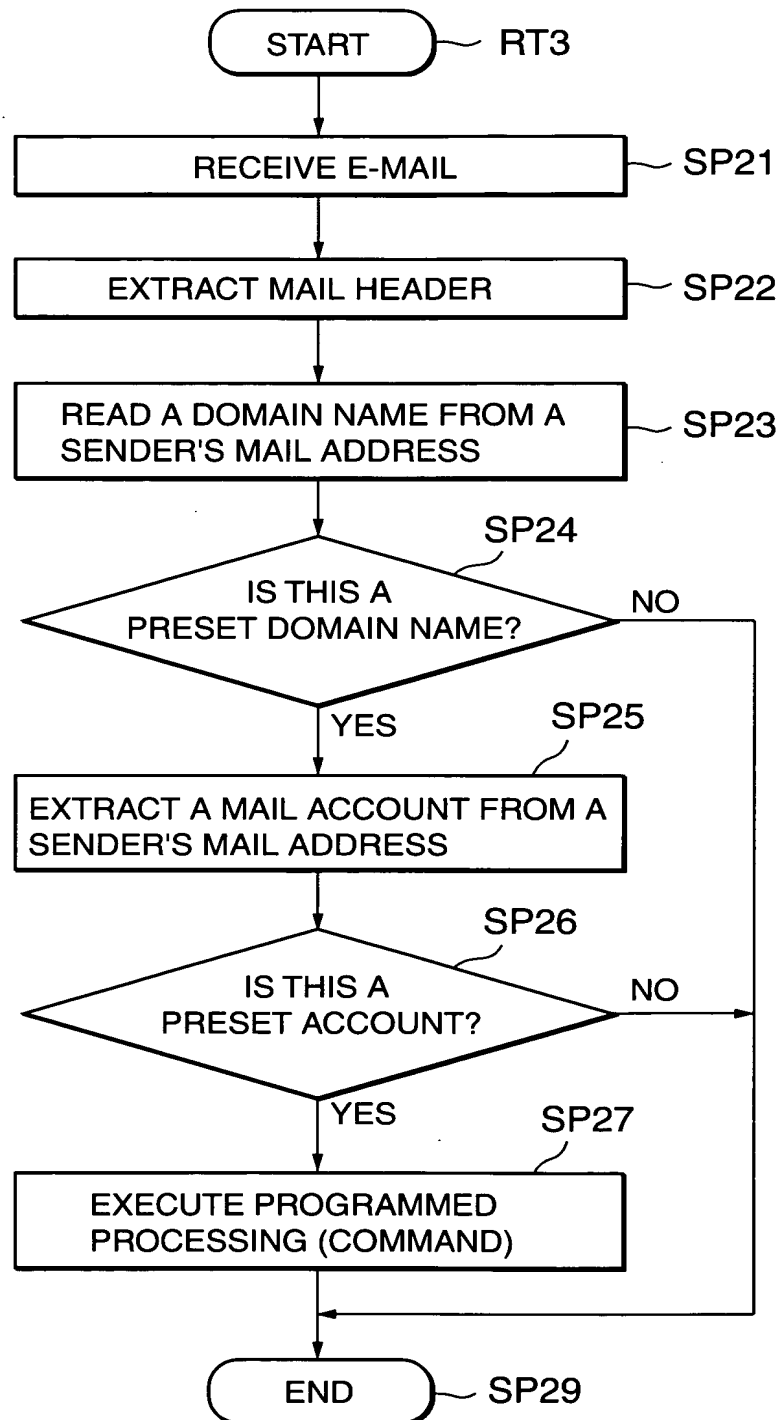 START
RT3
RECEIVE E-MAIL
SP21
EXTRACT MAIL HEADER
SP22
READ A DOMAIN NAME FROM A
SENDER'S MAIL ADDRESS
SP23
SP24
IS THIS A
PRESET DOMAIN NAME?
NO
YES
SP25
EXTRACT A MAIL ACCOUNT FROM A
SENDER'S MAIL ADDRESS
SP26
IS THIS A
PRESET ACCOUNT?
NO
YES
SP27
EXECUTE PROGRAMMED
PROCESSING (COMMAND)
END
SP29